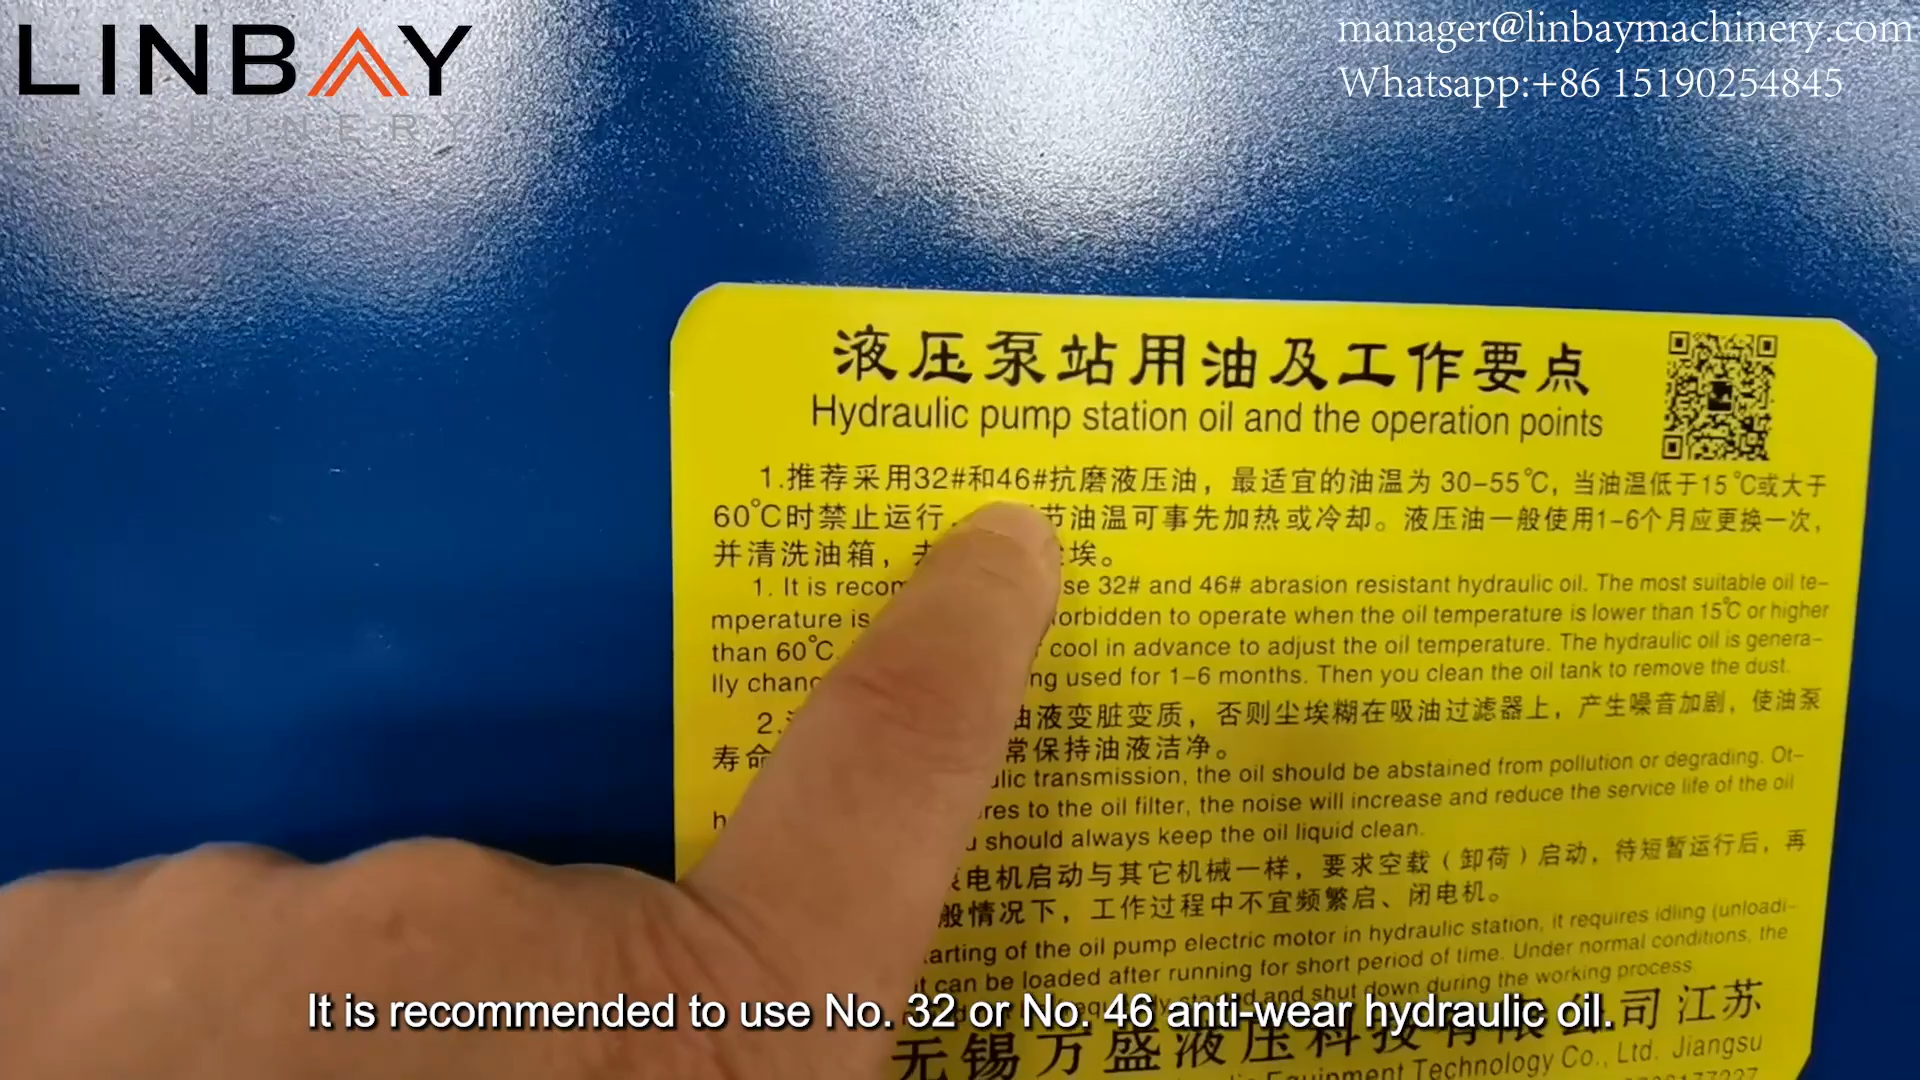 LINBAY
MACHINERY
manager@linbaymachinery.com
Whatsapp:+86 15190254845
液压泵站用油及工作要点
Hydraulic pump station oil and the operation points
1.推荐采用32#和46#抗磨液压油，最适宜的油温为 30-55℃，当油温低于15℃或大于
60℃时禁止运行， 节油温可事先加热或冷却。液压油一般使用1-6个月应更换一次，
并清洗油箱， 埃。
1. It is se 32# and 46# abrasion resistant hydraulic oil. The most suitable oil te-
mperature is forbidden to operate when the oil temperature is lower than 15℃ or higher
than 60℃. cool in advance to adjust the oil temperature. The hydraulic oil is genera-
lly ng used for 1-6 months. Then you clean the oil tank to remove the dust.
2. 油液变脏变质，否则尘埃糊在吸油过滤器上，产生噪音加剧，使油泵
寿命 常保持油液洁净。
lic transmission, the oil should be abstained from pollution or degrading. Ot-
h res to the oil filter, the noise will increase and reduce the service life of the oil
u should always keep the oil liquid clean.
电机启动与其它机械一样，要求空载（卸荷）启动，待短暂运行后，再
般情况下，工作过程中不宜频繁启、闭电机。
arting of the oil pump electric motor in hydraulic station, it requires idling (unloadi-
it can be loaded after running for short period of time. Under normal conditions, the
started and shut down during the working process
It is recommended to use No. 32 or No. 46 anti-wear hydraulic oil.
无锡万盛液压科技有限公司 江苏
Equipment Technology Co., Ltd. Jiangsu